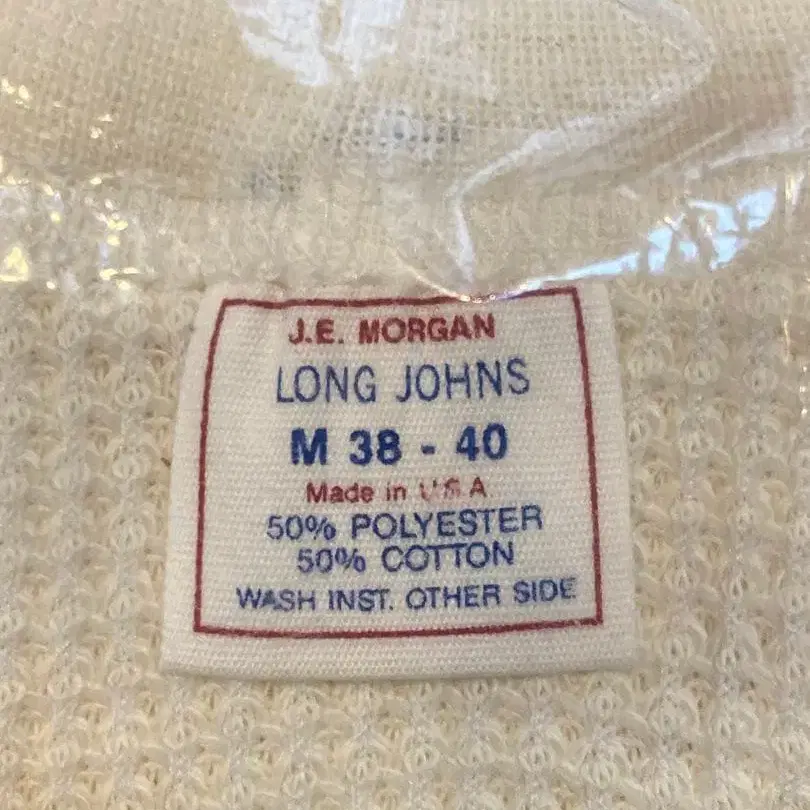 J.E. MORGAN
LONG JOHNS
M 38 - 40
Made in U.S.A.
50% POLYESTER
50% COTTON
WASH INST. OTHER SIDE